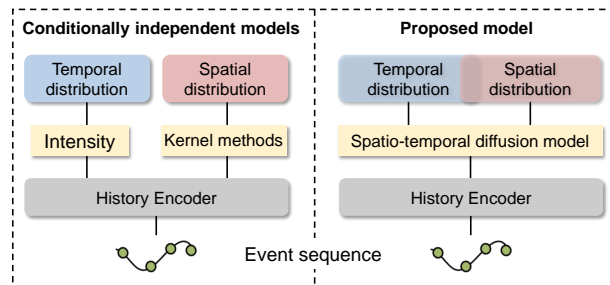 Conditionally independent models
Temporal
distribution
Spatial
distribution
Intensity
Kernel methods
History Encoder
Proposed model
Temporal
distribution
Spatial
distribution
Spatio-temporal diffusion model
History Encoder
Event sequence